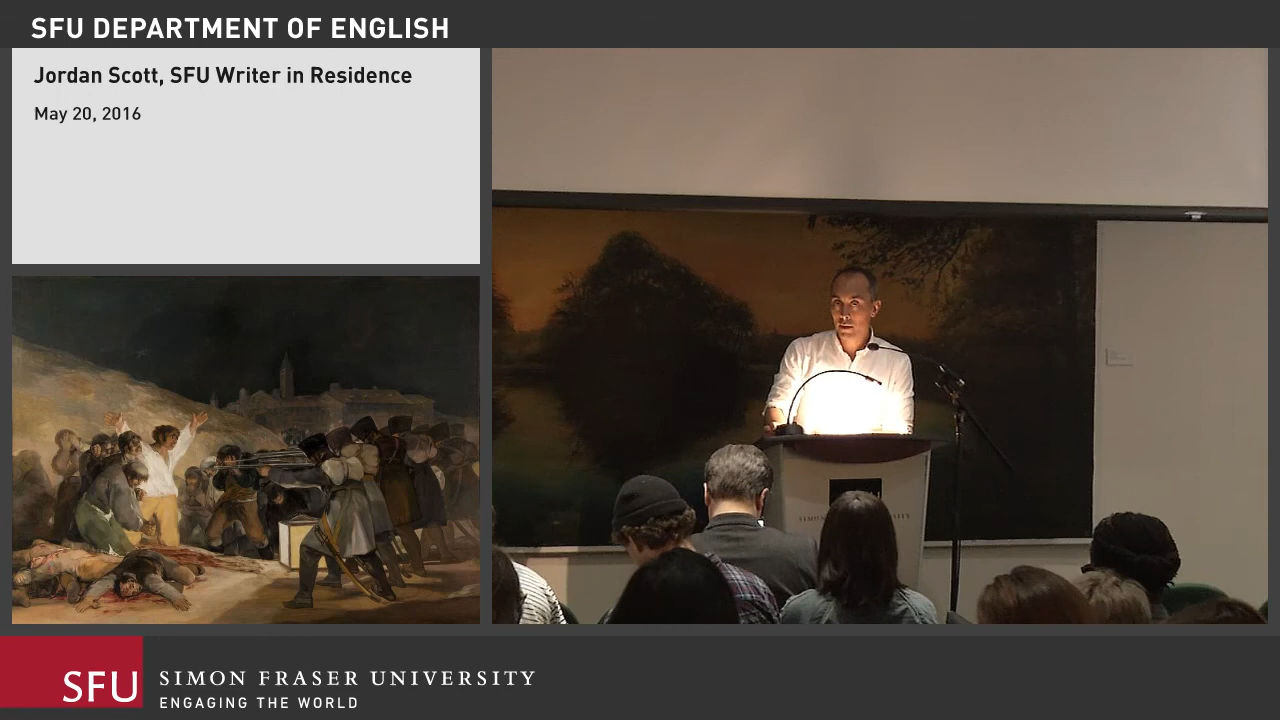 SFU DEPARTMENT OF ENGLISH
Jordan Scott, SFU Writer in Residence
May 20, 2016
SFU
SIMON FRASER UNIVERSITY
ENGAGING THE WORLD